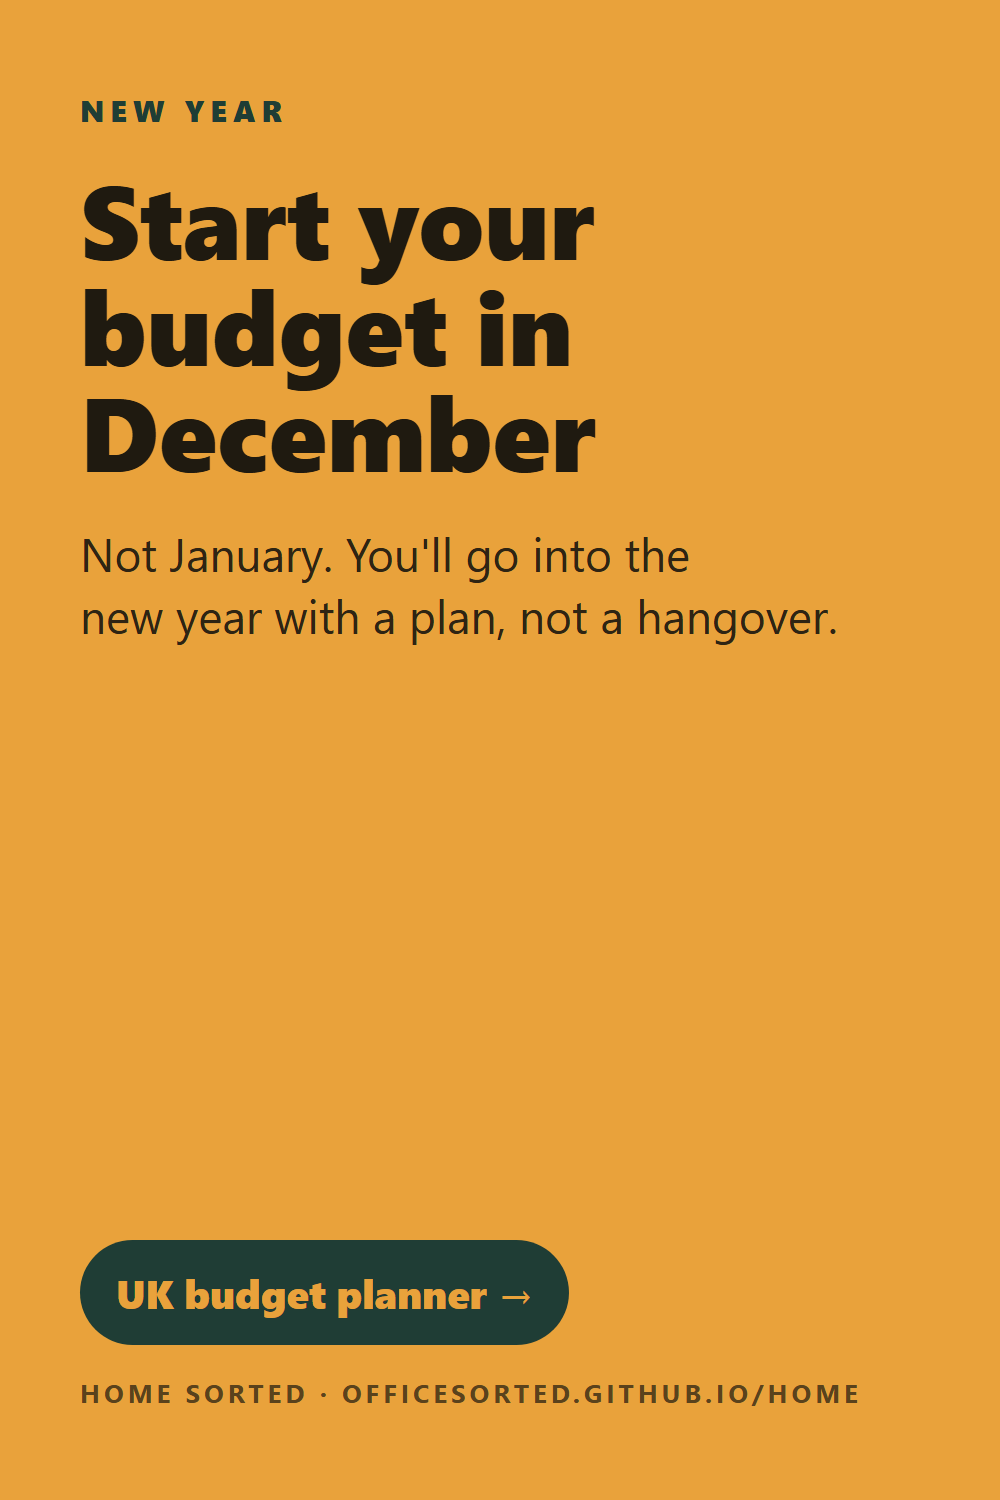 NEW YEAR
Start your
budget in
December
Not January. You'll go into the
new year with a plan, not a hangover.
UK budget planner →
HOME SORTED · OFFICESORTED.GITHUB.IO/HOME